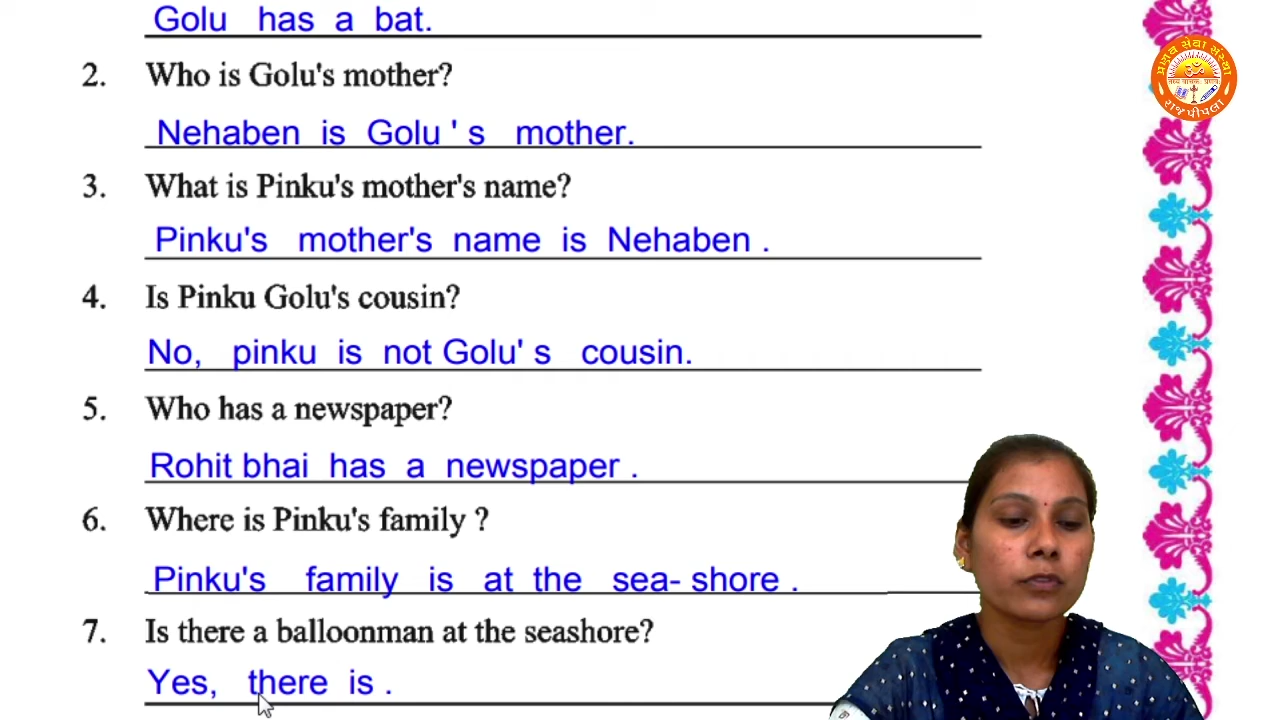 Golu has a bat.
2. Who is Golu's mother?
Nehaben is Golu ' s mother.
3. What is Pinku's mother's name?
Pinku's mother's name is Nehaben .
4. Is Pinku Golu's cousin?
No, pinku is not Golu' s cousin.
5. Who has a newspaper?
Rohit bhai has a newspaper .
6. Where is Pinku's family ?
Pinku's family is at the sea- shore .
7. Is there a balloonman at the seashore?
Yes, there is .
પ્રણવ સેવા સંસ્થા
રાજપીપલા